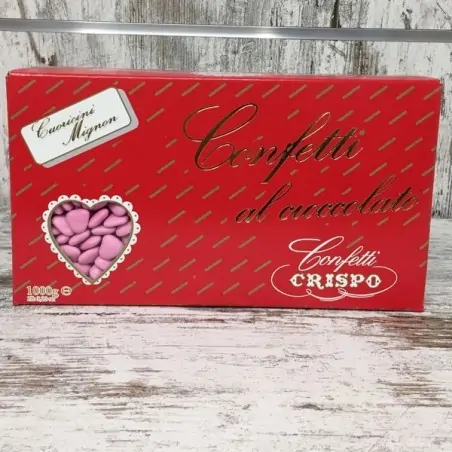 Cuoricini
Mignon
Confetti
al cioccolato
Confetti
CRISPO
1000g ℮